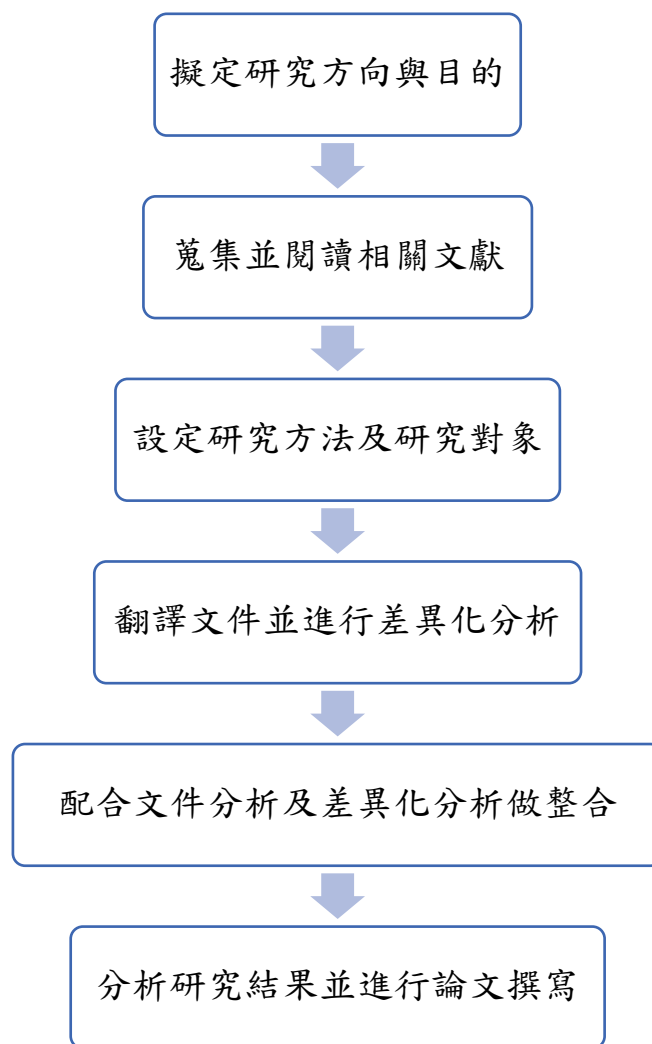 擬定研究方向與目的
蒐集並閱讀相關文獻
設定研究方法及研究對象
翻譯文件並進行差異化分析
配合文件分析及差異化分析做整合
分析研究結果並進行論文撰寫